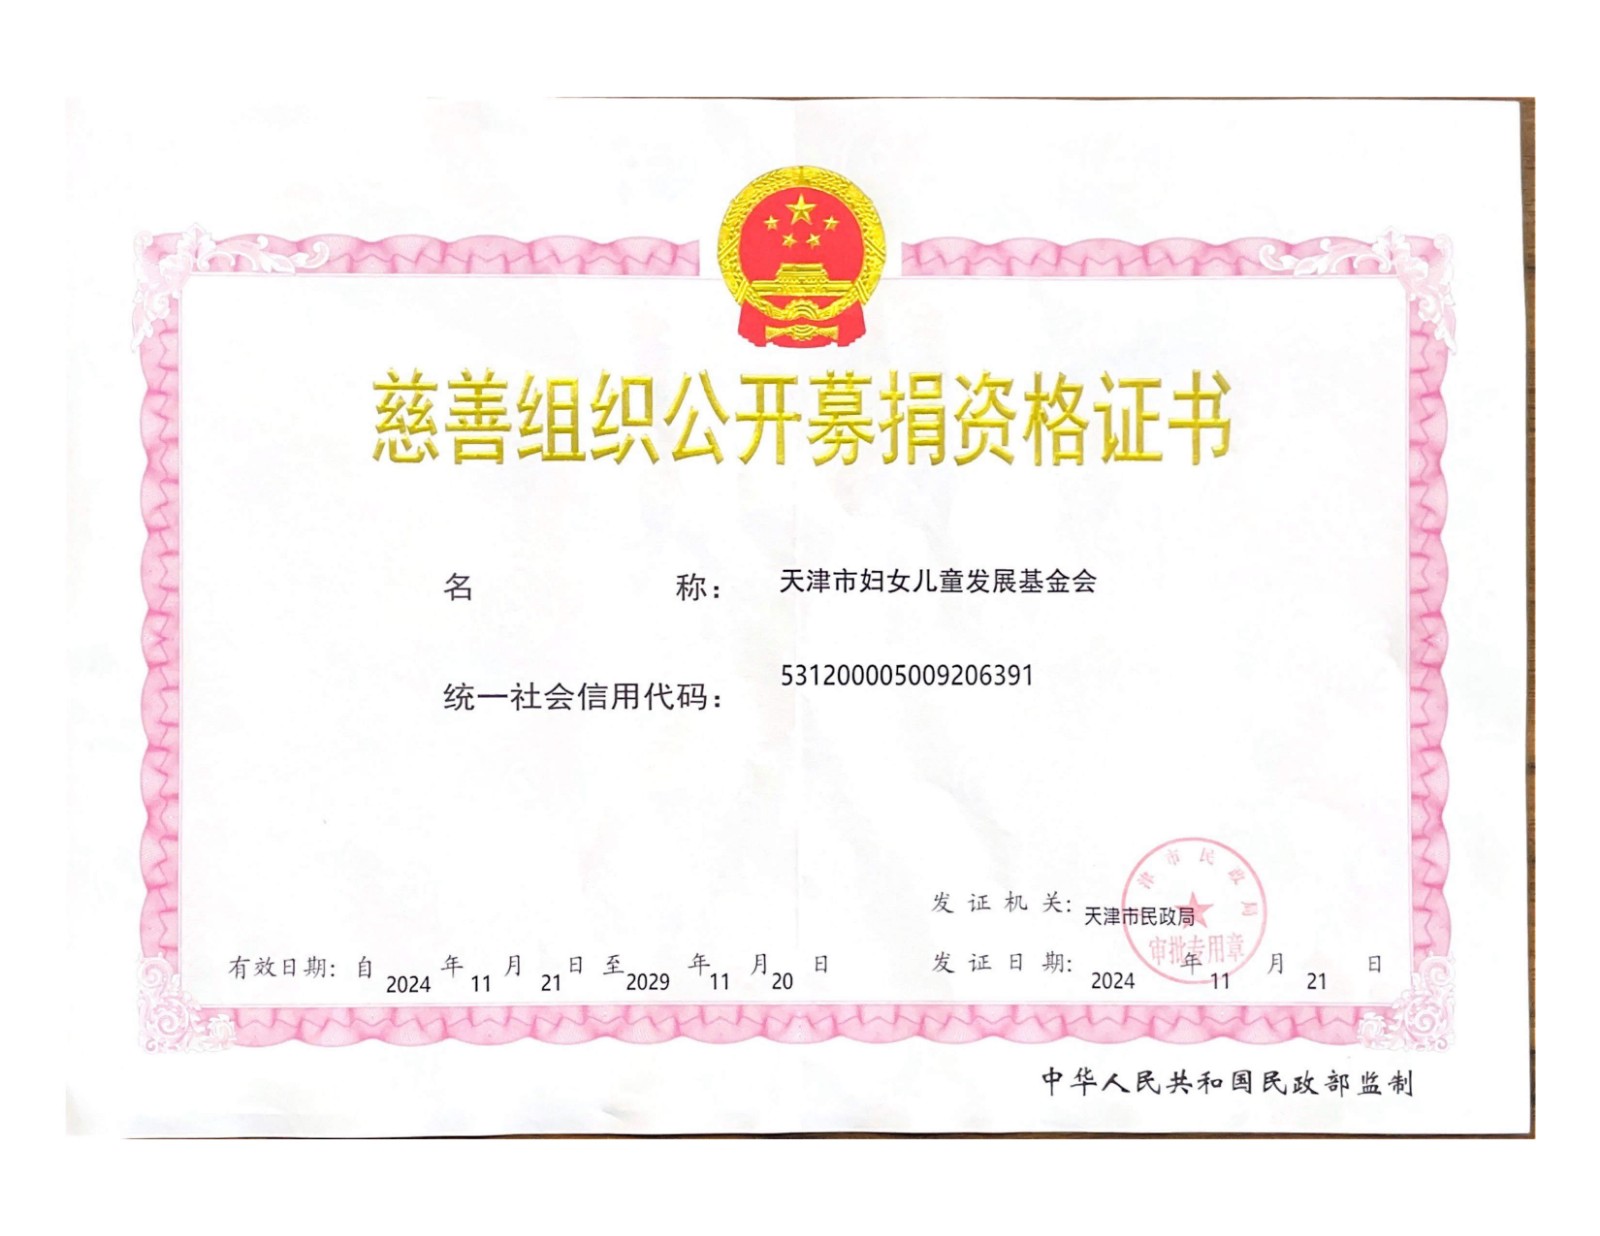 慈善组织公开募捐资格证书
名 称： 天津市妇女儿童发展基金会
统一社会信用代码： 531200005009206391
发证机关： 天津市民政局
有效日期：自 2024 年 11 月 21 日 至 2029 年 11 月 20 日
发证日期： 2024 年 11 月 21 日
津市民政局
审批专用章
中华人民共和国民政部监制